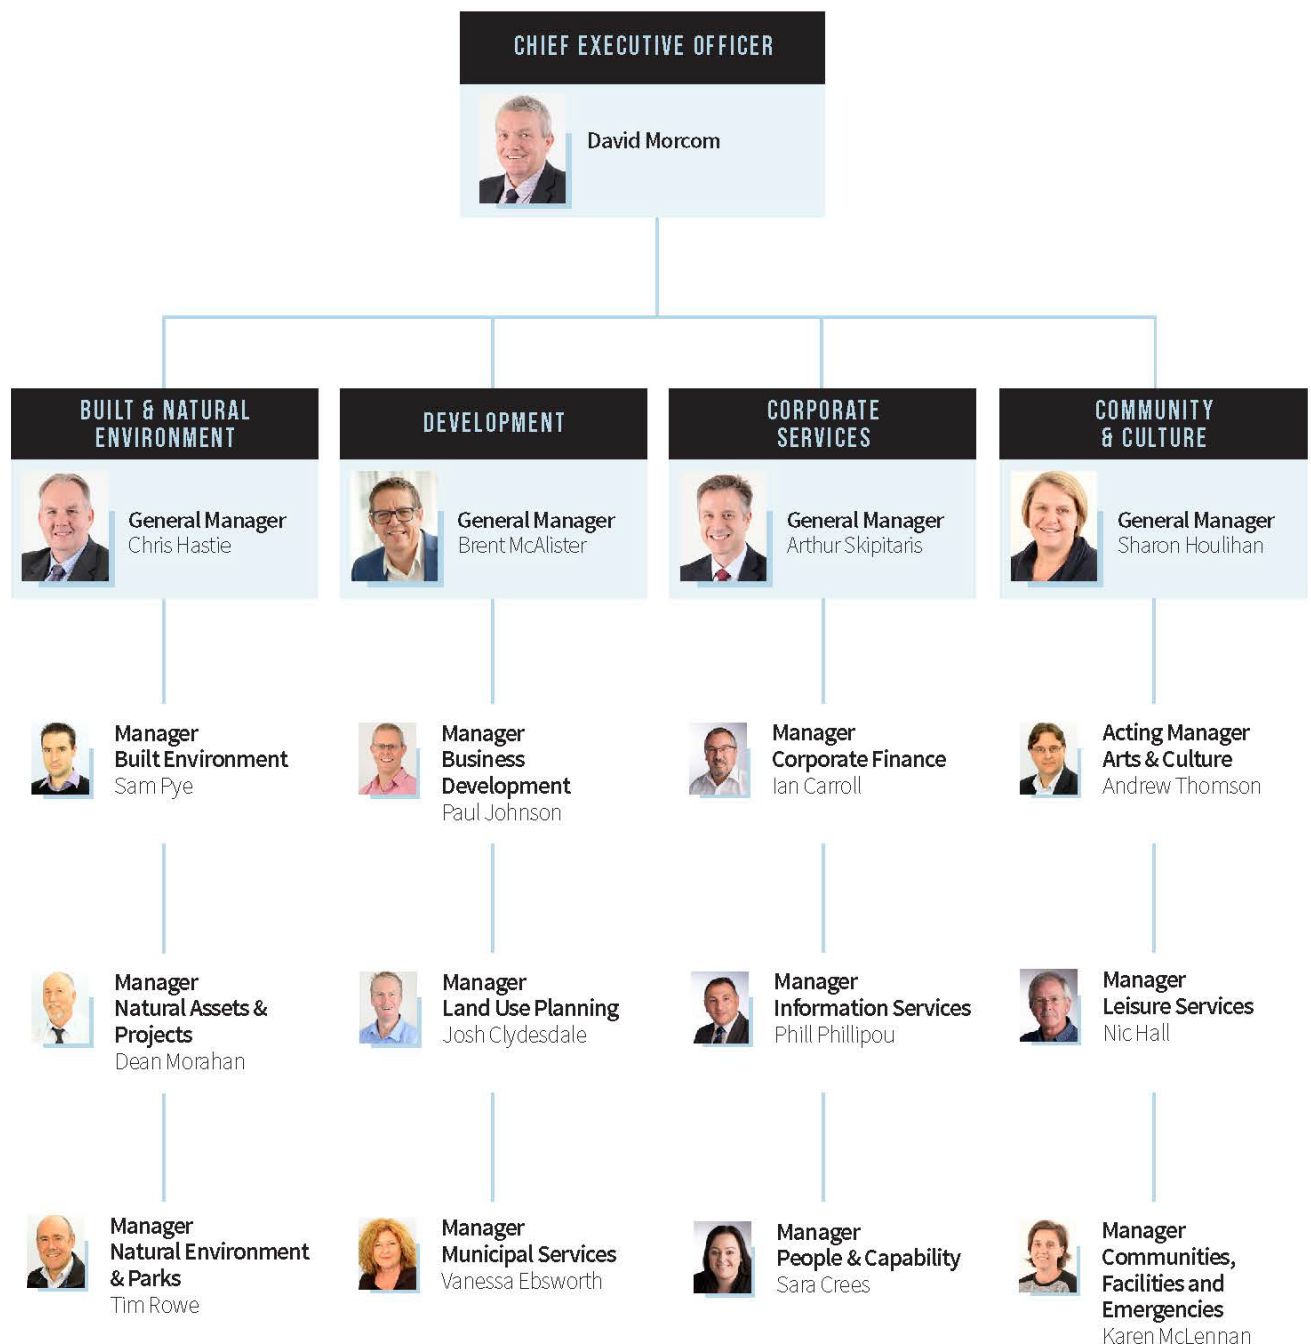 CHIEF EXECUTIVE OFFICER
David Morcom
BUILT & NATURAL
ENVIRONMENT
General Manager
Chris Hastie
DEVELOPMENT
General Manager
Brent McAlister
CORPORATE
SERVICES
General Manager
Arthur Skipitaris
COMMUNITY
& CULTURE
General Manager
Sharon Houlihan
Manager
Built Environment
Sam Pye
Manager
Business
Development
Paul Johnson
Manager
Corporate Finance
Ian Carroll
Acting Manager
Arts & Culture
Andrew Thomson
Manager
Natural Assets &
Projects
Dean Morahan
Manager
Land Use Planning
Josh Clydesdale
Manager
Information Services
Phill Phillipou
Manager
Leisure Services
Nic Hall
Manager
Natural Environment
& Parks
Tim Rowe
Manager
Municipal Services
Vanessa Ebsworth
Manager
People & Capability
Sara Crees
Manager
Communities,
Facilities and
Emergencies
Karen McLennan